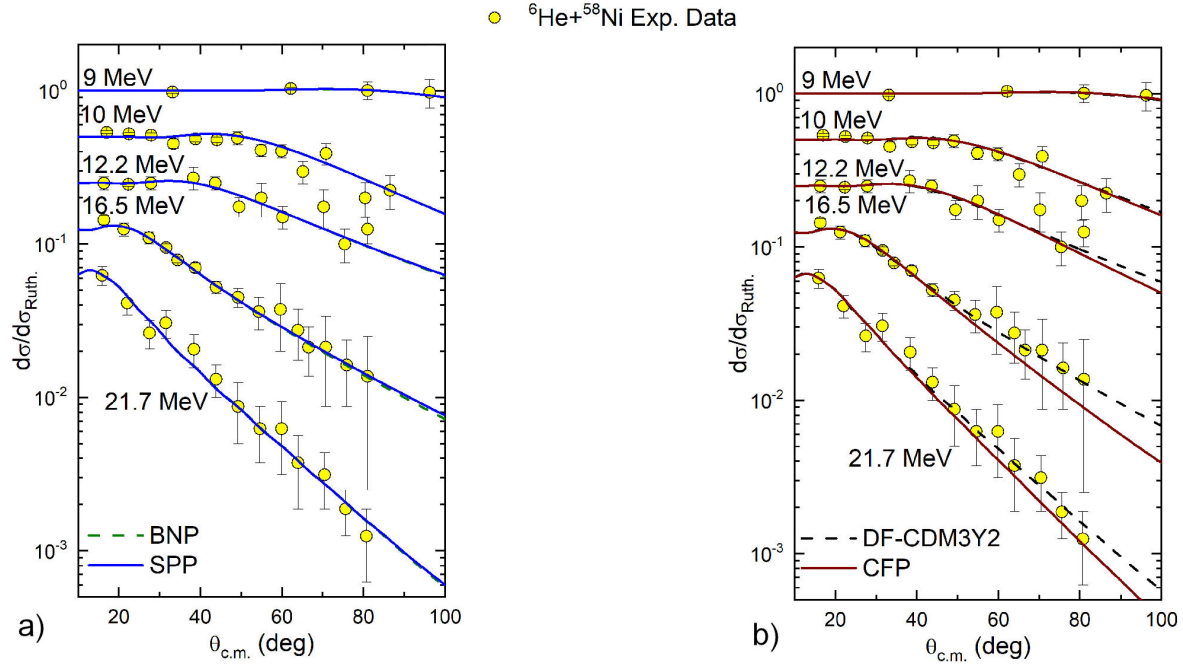 ⁶He+⁵⁸Ni Exp. Data
10⁰
10⁻¹
10⁻²
10⁻³
dσ/dσRuth.
9 MeV
10 MeV
12.2 MeV
16.5 MeV
21.7 MeV
BNP
SPP
20 40 60 80 100
θc.m. (deg)
a)
10⁰
10⁻¹
10⁻²
10⁻³
dσ/dσRuth.
9 MeV
10 MeV
12.2 MeV
16.5 MeV
21.7 MeV
DF-CDM3Y2
CFP
20 40 60 80 100
θc.m. (deg)
b)